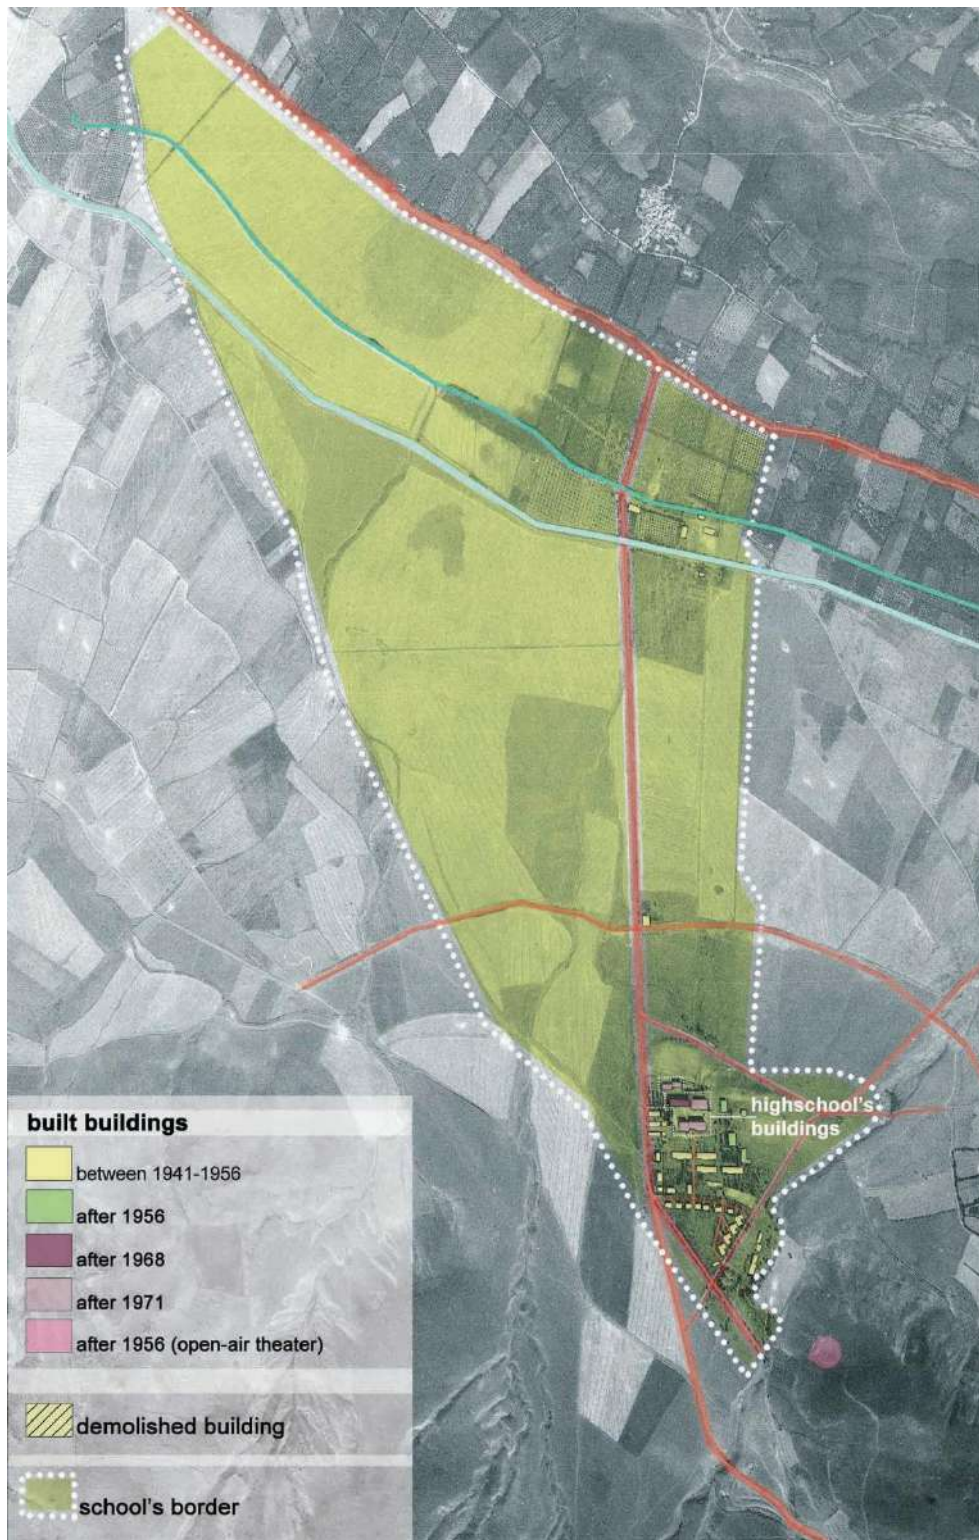 highschool's
buildings
built buildings
between 1941-1956
after 1956
after 1968
after 1971
after 1956 (open-air theater)
demolished building
school's border